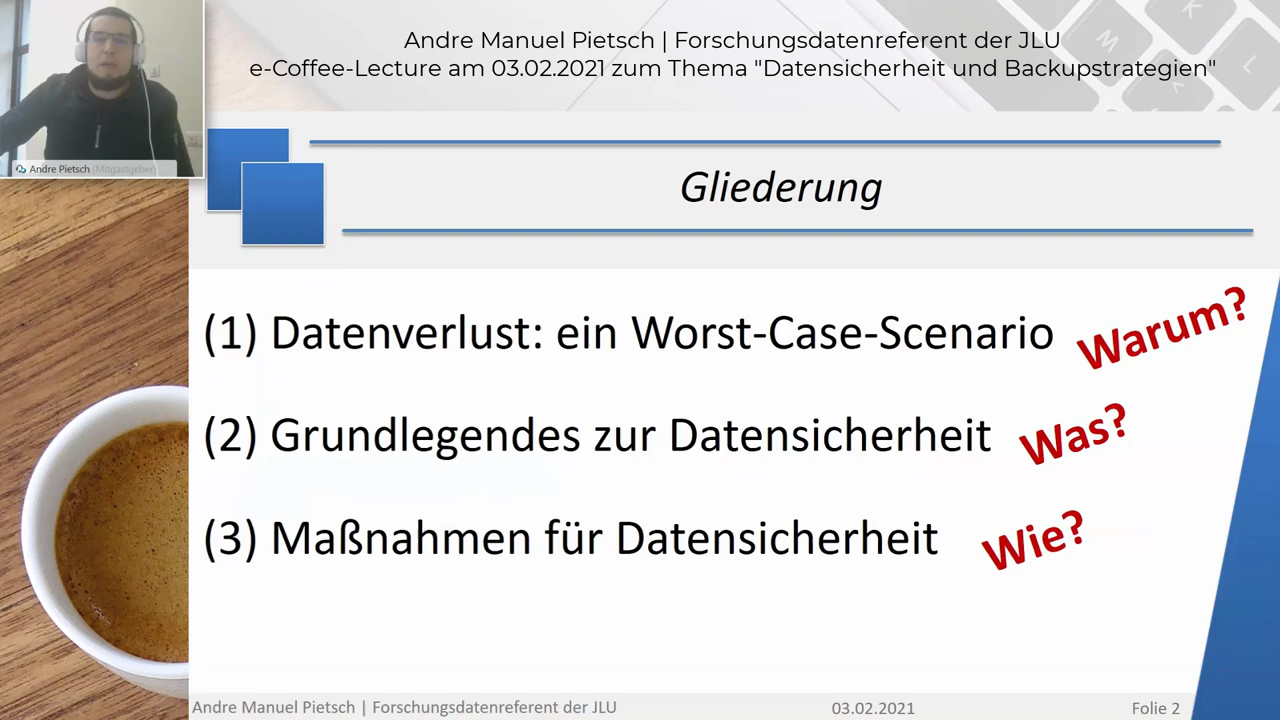 Andre Manuel Pietsch | Forschungsdatenreferent der JLU
e-Coffee-Lecture am 03.02.2021 zum Thema "Datensicherheit und Backupstrategien"
Andre Pietsch (Mitgastgeber)
Gliederung
(1) Datenverlust: ein Worst-Case-Scenario Warum?
(2) Grundlegendes zur Datensicherheit Was?
(3) Maßnahmen für Datensicherheit Wie?
Andre Manuel Pietsch | Forschungsdatenreferent der JLU 03.02.2021 Folie 2